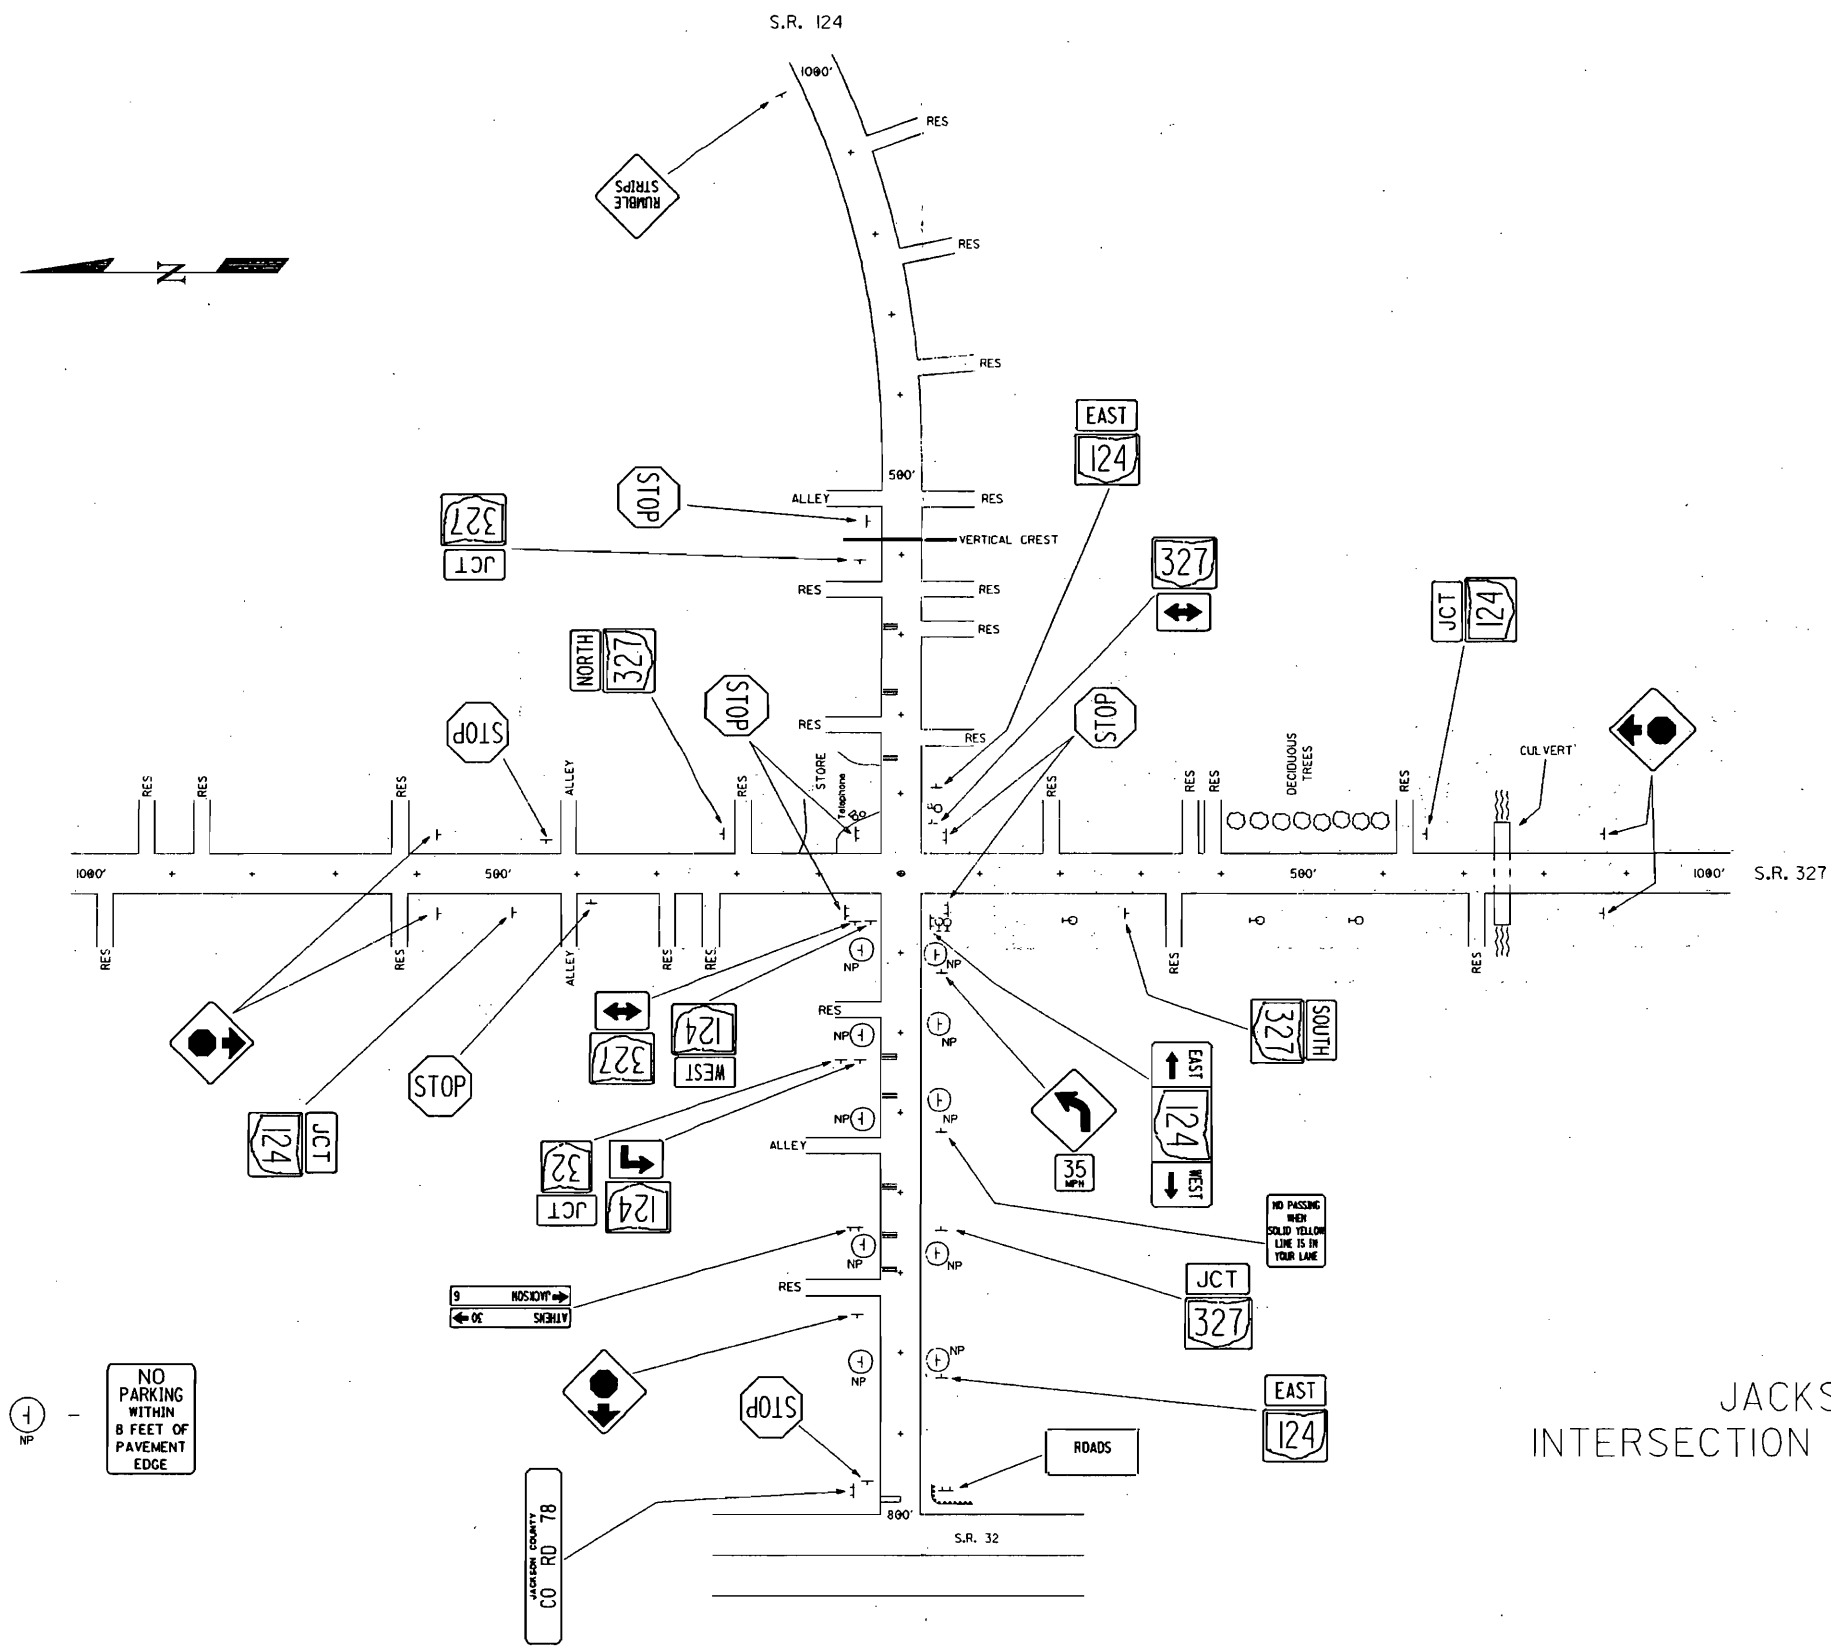 S.R. 124
1000'
RES
RUMBLE
STRIPS
N
RES
RES
EAST
124
500'
STOP
ALLEY
RES
327
JCT
VERTICAL CREST
327
RES
RES
JCT
124
RES
NORTH
327
STOP
STOP
STOP
RES
RES
STORE
Telephone
DECIDUOUS
TREES
CULVERT
RES
RES
RES
ALLEY
RES
RES
RES
RES
RES
1000'
500'
500'
1000'
S.R. 327
RES
RES
ALLEY
RES
RES
NP
NP
RES
RES
RES
NP
NP
124
WEST
327
SOUTH
327
EAST
124
WEST
STOP
NP
NP
124
JCT
ALLEY
35
MPH
32
JCT
124
NO PASSING
WHEN
SOLID YELLOW
LINE IS IN
YOUR LANE
NP
NP
JCT
327
JACKSON 6
ATHENS 30
RES
NP
NP
NO
PARKING
WITHIN
8 FEET OF
PAVEMENT
EDGE
NP
STOP
EAST
124
JACKS
INTERSECTION
ROADS
JACKSON COUNTY
CO RD 78
800'
S.R. 32